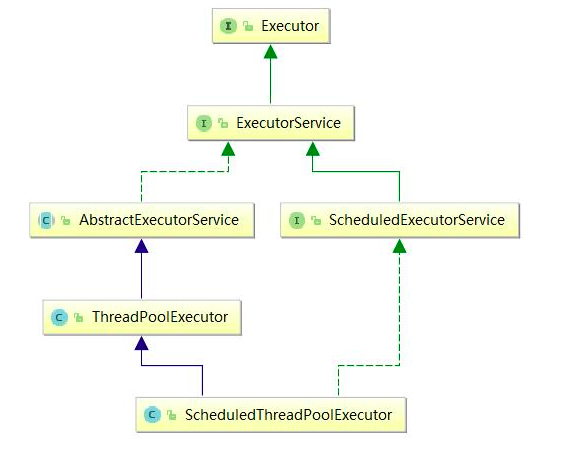 I Executor
I ExecutorService
C AbstractExecutorService
I ScheduledExecutorService
C ThreadPoolExecutor
C ScheduledThreadPoolExecutor